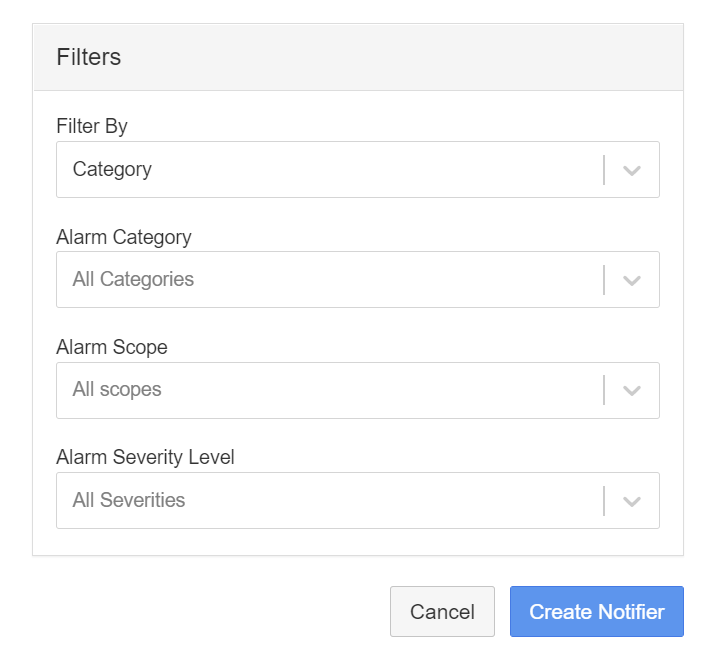 Filters
Filter By
Category
Alarm Category
All Categories
Alarm Scope
All scopes
Alarm Severity Level
All Severities
Cancel
Create Notifier